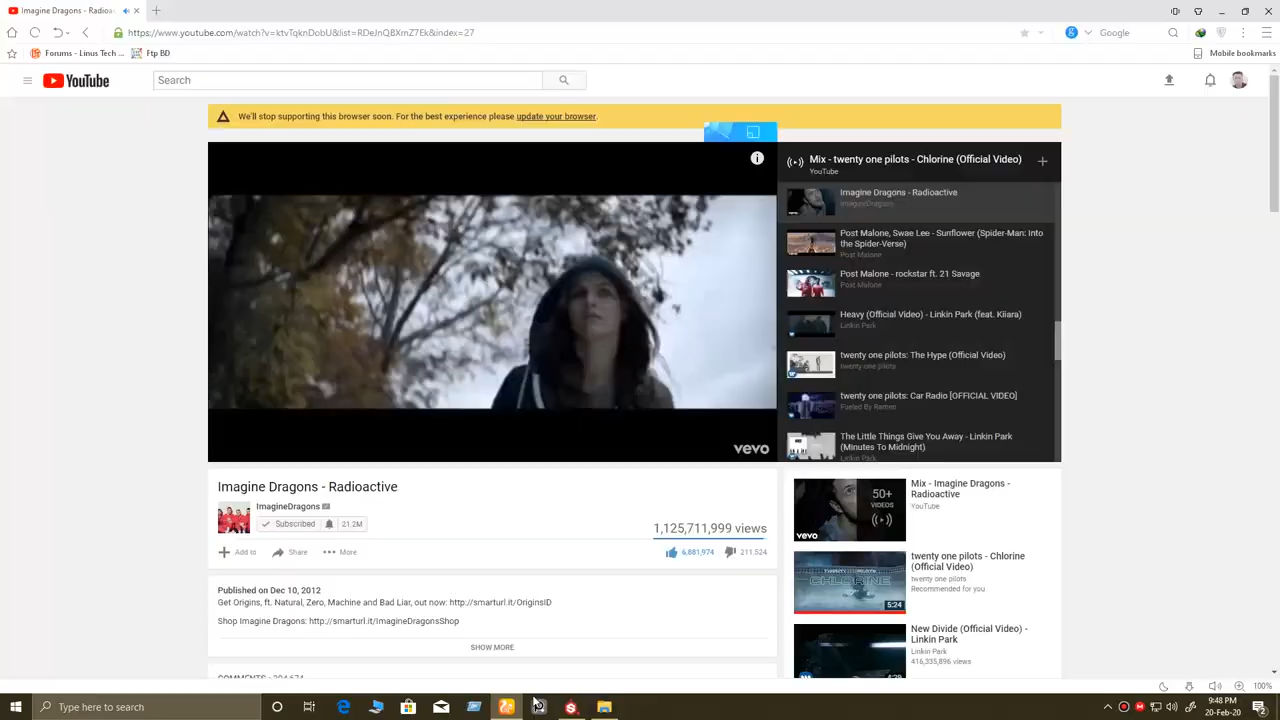 Imagine Dragons - Radioa
https://www.youtube.com/watch?v=ktvTqknDobU&list=RDeJnQBXmZ7Ek&index=27
Google
Forums - Linus Tech ...
Ftp BD
Mobile bookmarks
YouTube
Search
We'll stop supporting this browser soon. For the best experience please update your browser.
Mix - twenty one pilots - Chlorine (Official Video)
YouTube
Imagine Dragons - Radioactive
ImagineDragons
Post Malone, Swae Lee - Sunflower (Spider-Man: Into
the Spider-Verse)
Post Malone
Post Malone - rockstar ft. 21 Savage
Post Malone
Heavy (Official Video) - Linkin Park (feat. Kiiara)
Linkin Park
twenty one pilots: The Hype (Official Video)
twenty one pilots
twenty one pilots: Car Radio [OFFICIAL VIDEO]
Fueled By Ramen
The Little Things Give You Away - Linkin Park
(Minutes To Midnight)
Linkin Park
vevo
Imagine Dragons - Radioactive
ImagineDragons
Subscribed
21.2M
1,125,711,999 views
Add to
Share
More
6,881,974
211,524
Published on Dec 10, 2012
Get Origins, ft. Natural, Zero, Machine and Bad Liar, out now: http://smarturl.it/OriginsID
Shop Imagine Dragons: http://smarturl.it/ImagineDragonsShop
SHOW MORE
50+
VIDEOS
vevo
Mix - Imagine Dragons -
Radioactive
YouTube
CHLORINE
5:24
twenty one pilots - Chlorine
(Official Video)
twenty one pilots
Recommended for you
New Divide (Official Video) -
Linkin Park
Linkin Park
416,335,896 views
100%
Type here to search
9:48 PM
20-Feb-20